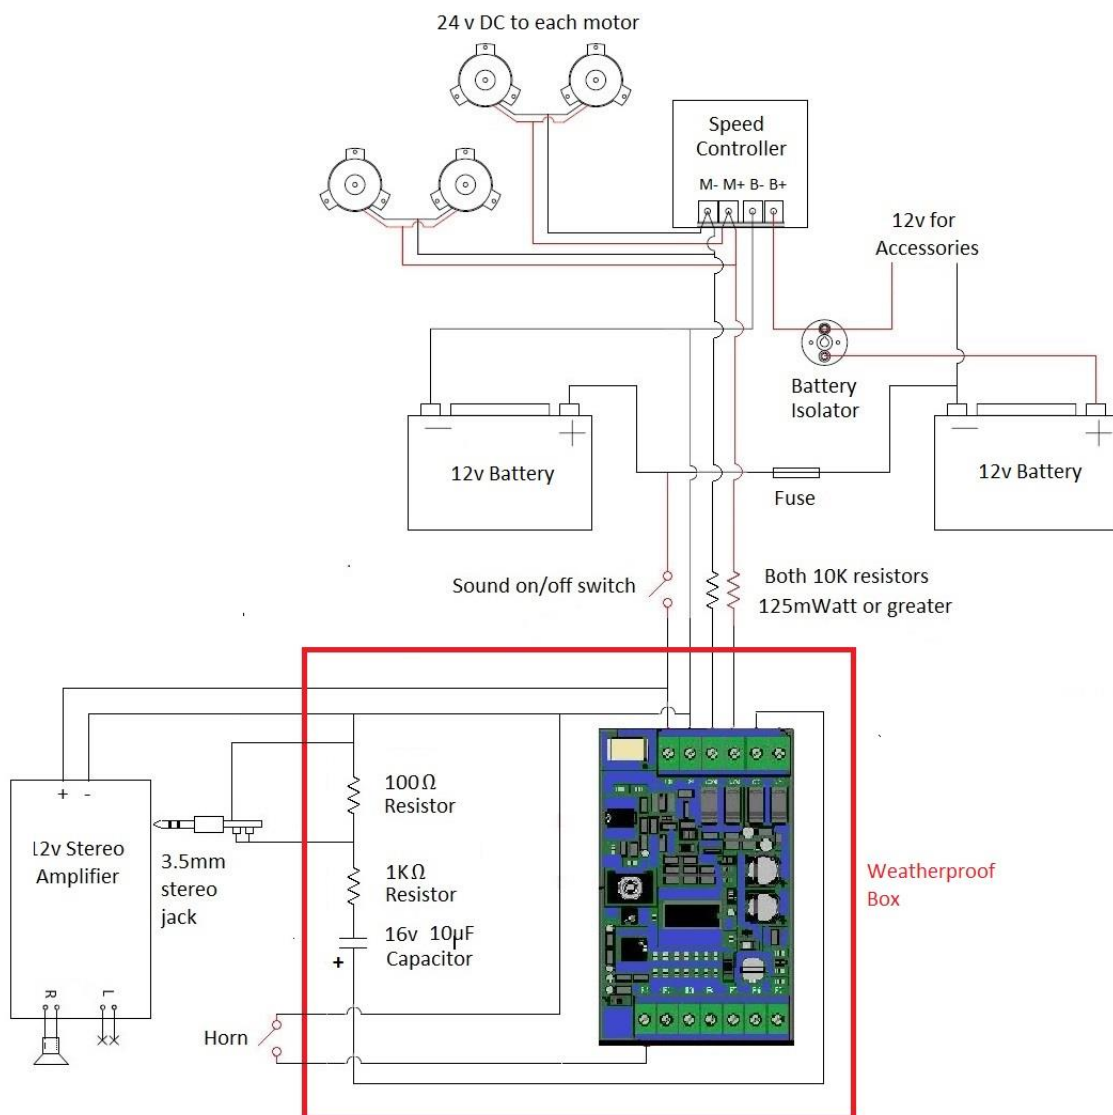 24 v DC to each motor
Speed
Controller
M- M+ B- B+
12v for
Accessories
Battery
Isolator
12v Battery
12v Battery
Fuse
Sound on/off switch
Both 10K resistors
125mWatt or greater
+ -
12v Stereo
Amplifier
3.5mm
stereo
jack
100Ω
Resistor
1KΩ
Resistor
16v 10µF
Capacitor
+
R L
Horn
Weatherproof
Box